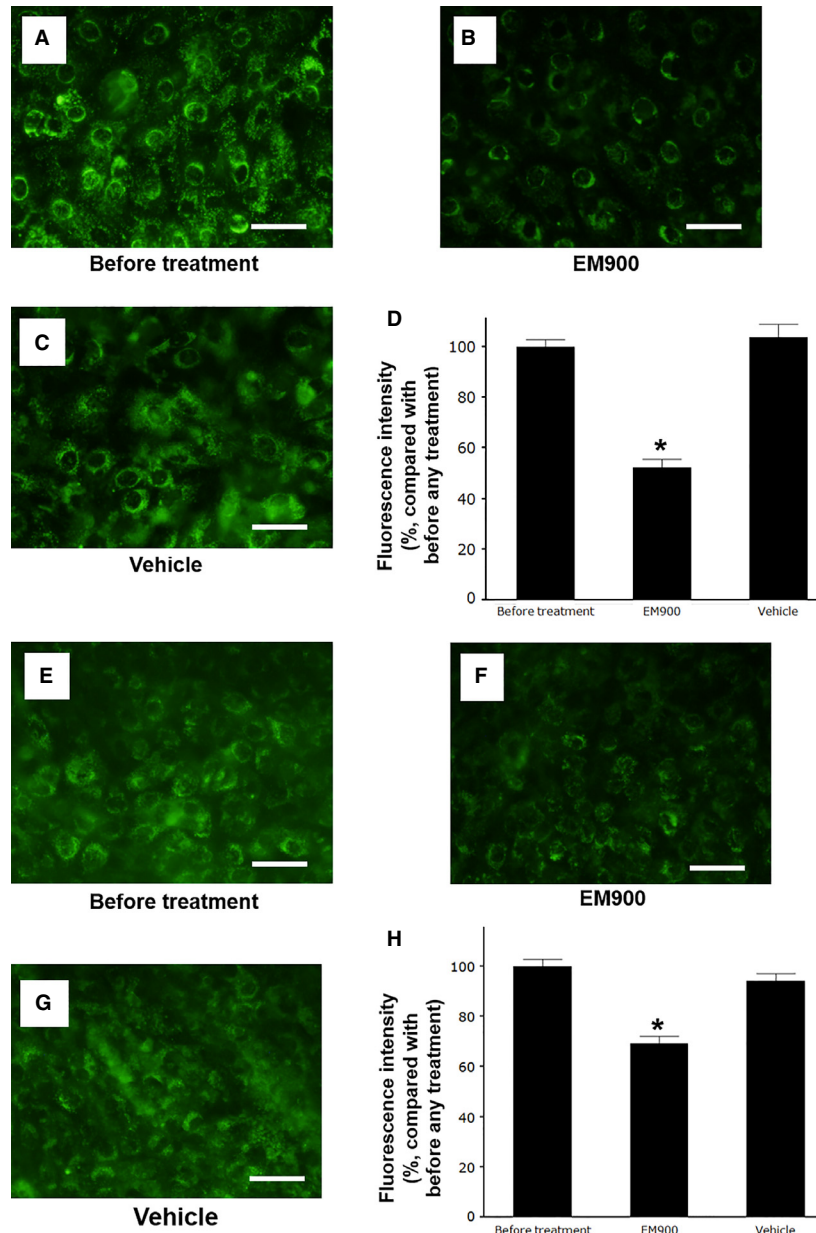 A
Before treatment
B
EM900
C
Vehicle
D
Fluorescence intensity
(%, compared with
before any treatment)
100
80
60
40
20
0
*
Before treatment
EM900
Vehicle
E
Before treatment
F
EM900
G
Vehicle
H
Fluorescence intensity
(%, compared with
before any treatment)
100
80
60
40
20
0
*
Before treatment
EM900
Vehicle